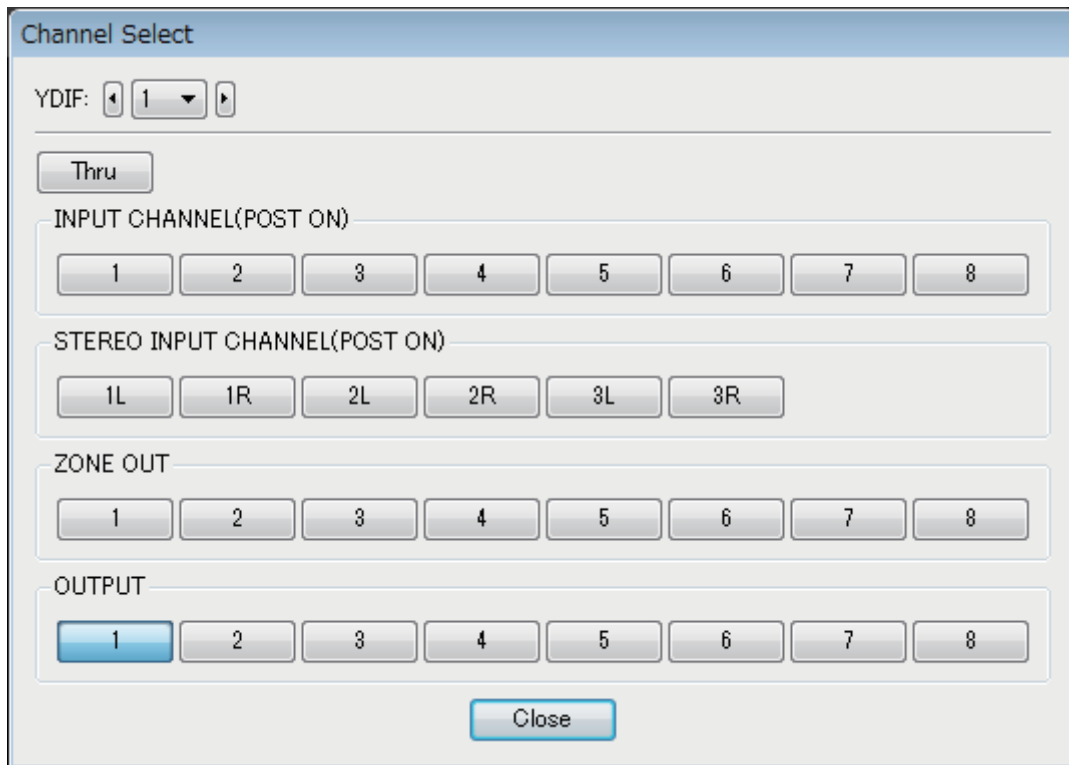 Channel Select
YDIF: 1
Thru
INPUT CHANNEL(POST ON)
1 2 3 4 5 6 7 8
STEREO INPUT CHANNEL(POST ON)
1L 1R 2L 2R 3L 3R
ZONE OUT
1 2 3 4 5 6 7 8
OUTPUT
1 2 3 4 5 6 7 8
Close